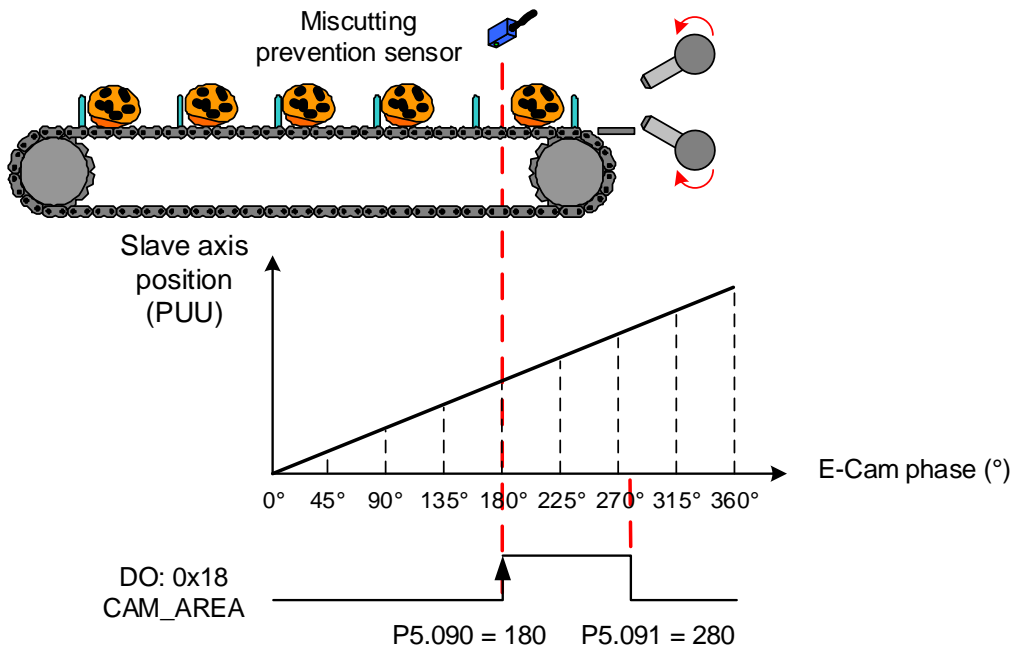 Miscutting
prevention sensor
Slave axis
position
(PUU)
E-Cam phase (°)
0° 45° 90° 135° 180° 225° 270° 315° 360°
DO: 0x18
CAM_AREA
P5.090 = 180 P5.091 = 280